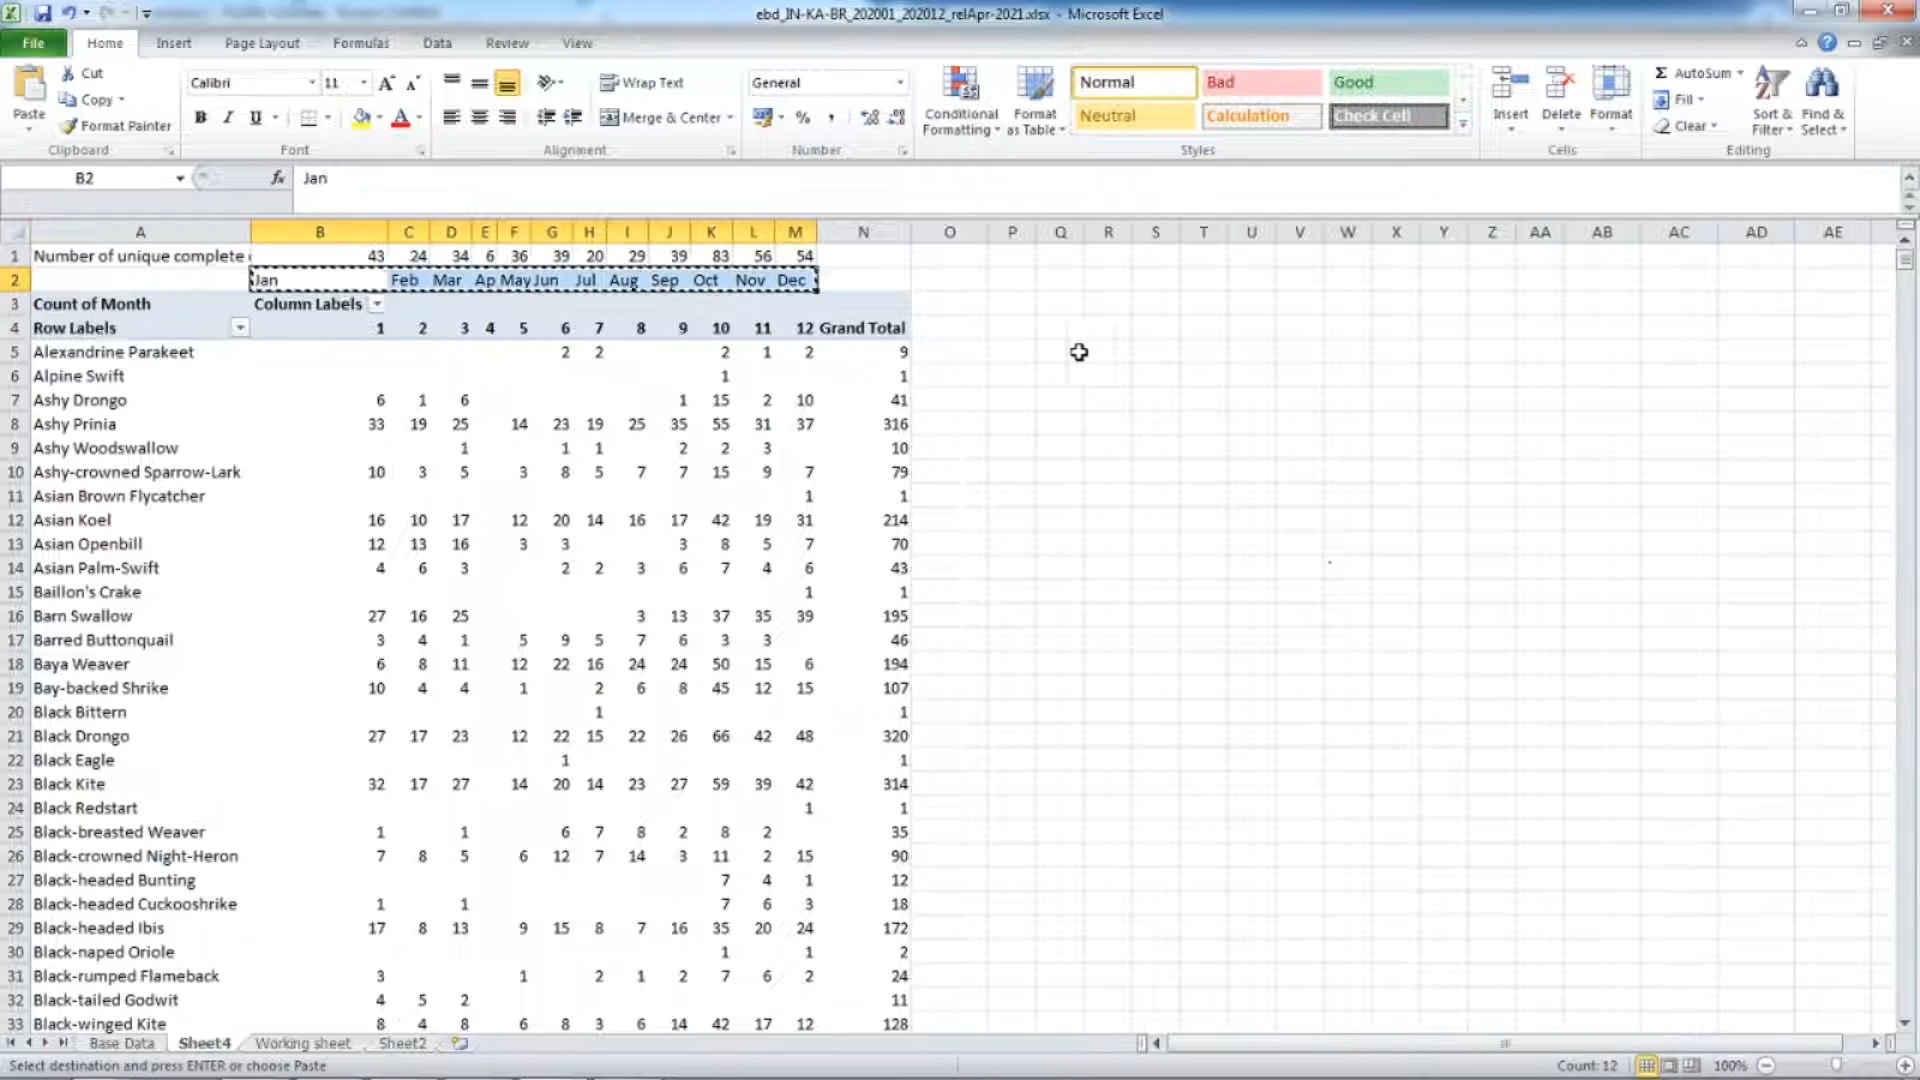 ebd_IN-KA-BR_202001_202012_relApr-2021.xlsx - Microsoft Excel
File Home Insert Page Layout Formulas Data Review View
Cut
Copy
Format Painter
Paste
Calibri 11
B I U
Wrap Text
Merge & Center
General
Conditional Formatting
Format as Table
Normal Bad Good
Neutral Calculation Check Cell
Insert Delete Format
AutoSum
Fill
Clear
Sort & Filter
Find & Select
Clipboard Font Alignment Number Styles Cells Editing
B2 fx Jan
A B C D E F G H I J K L M N O P Q R S T U V W X Y Z AA AB AC AD AE
1 Number of unique complete 43 24 34 6 36 39 20 29 39 83 56 54
2 Jan Feb Mar Ap May Jun Jul Aug Sep Oct Nov Dec
3 Count of Month Column Labels
4 Row Labels 1 2 3 4 5 6 7 8 9 10 11 12 Grand Total
5 Alexandrine Parakeet 2 2 2 1 2 9
6 Alpine Swift 1 1
7 Ashy Drongo 6 1 6 1 15 2 10 41
8 Ashy Prinia 33 19 25 14 23 19 25 35 55 31 37 316
9 Ashy Woodswallow 1 1 1 2 2 3 10
10 Ashy-crowned Sparrow-Lark 10 3 5 3 8 5 7 7 15 9 7 79
11 Asian Brown Flycatcher 1 1
12 Asian Koel 16 10 17 12 20 14 16 17 42 19 31 214
13 Asian Openbill 12 13 16 3 3 3 8 5 7 70
14 Asian Palm-Swift 4 6 3 2 2 3 6 7 4 6 43
15 Baillon's Crake 1 1
16 Barn Swallow 27 16 25 3 13 37 35 39 195
17 Barred Buttonquail 3 4 1 5 9 5 7 6 3 3 46
18 Baya Weaver 6 8 11 12 22 16 24 24 50 15 6 194
19 Bay-backed Shrike 10 4 4 1 2 6 8 45 12 15 107
20 Black Bittern 1 1
21 Black Drongo 27 17 23 12 22 15 22 26 66 42 48 320
22 Black Eagle 1 1
23 Black Kite 32 17 27 14 20 14 23 27 59 39 42 314
24 Black Redstart 1 1
25 Black-breasted Weaver 1 1 6 7 8 2 8 2 35
26 Black-crowned Night-Heron 7 8 5 6 12 7 14 3 11 2 15 90
27 Black-headed Bunting 7 4 1 12
28 Black-headed Cuckooshrike 1 1 7 6 3 18
29 Black-headed Ibis 17 8 13 9 15 8 7 16 35 20 24 172
30 Black-naped Oriole 1 1 2
31 Black-rumped Flameback 3 1 2 1 2 7 6 2 24
32 Black-tailed Godwit 4 5 2 11
33 Black-winged Kite 8 4 8 6 8 3 6 14 42 17 12 128
Base Data Sheet4 Working sheet Sheet2
Select destination and press ENTER or choose Paste Count: 12 100%